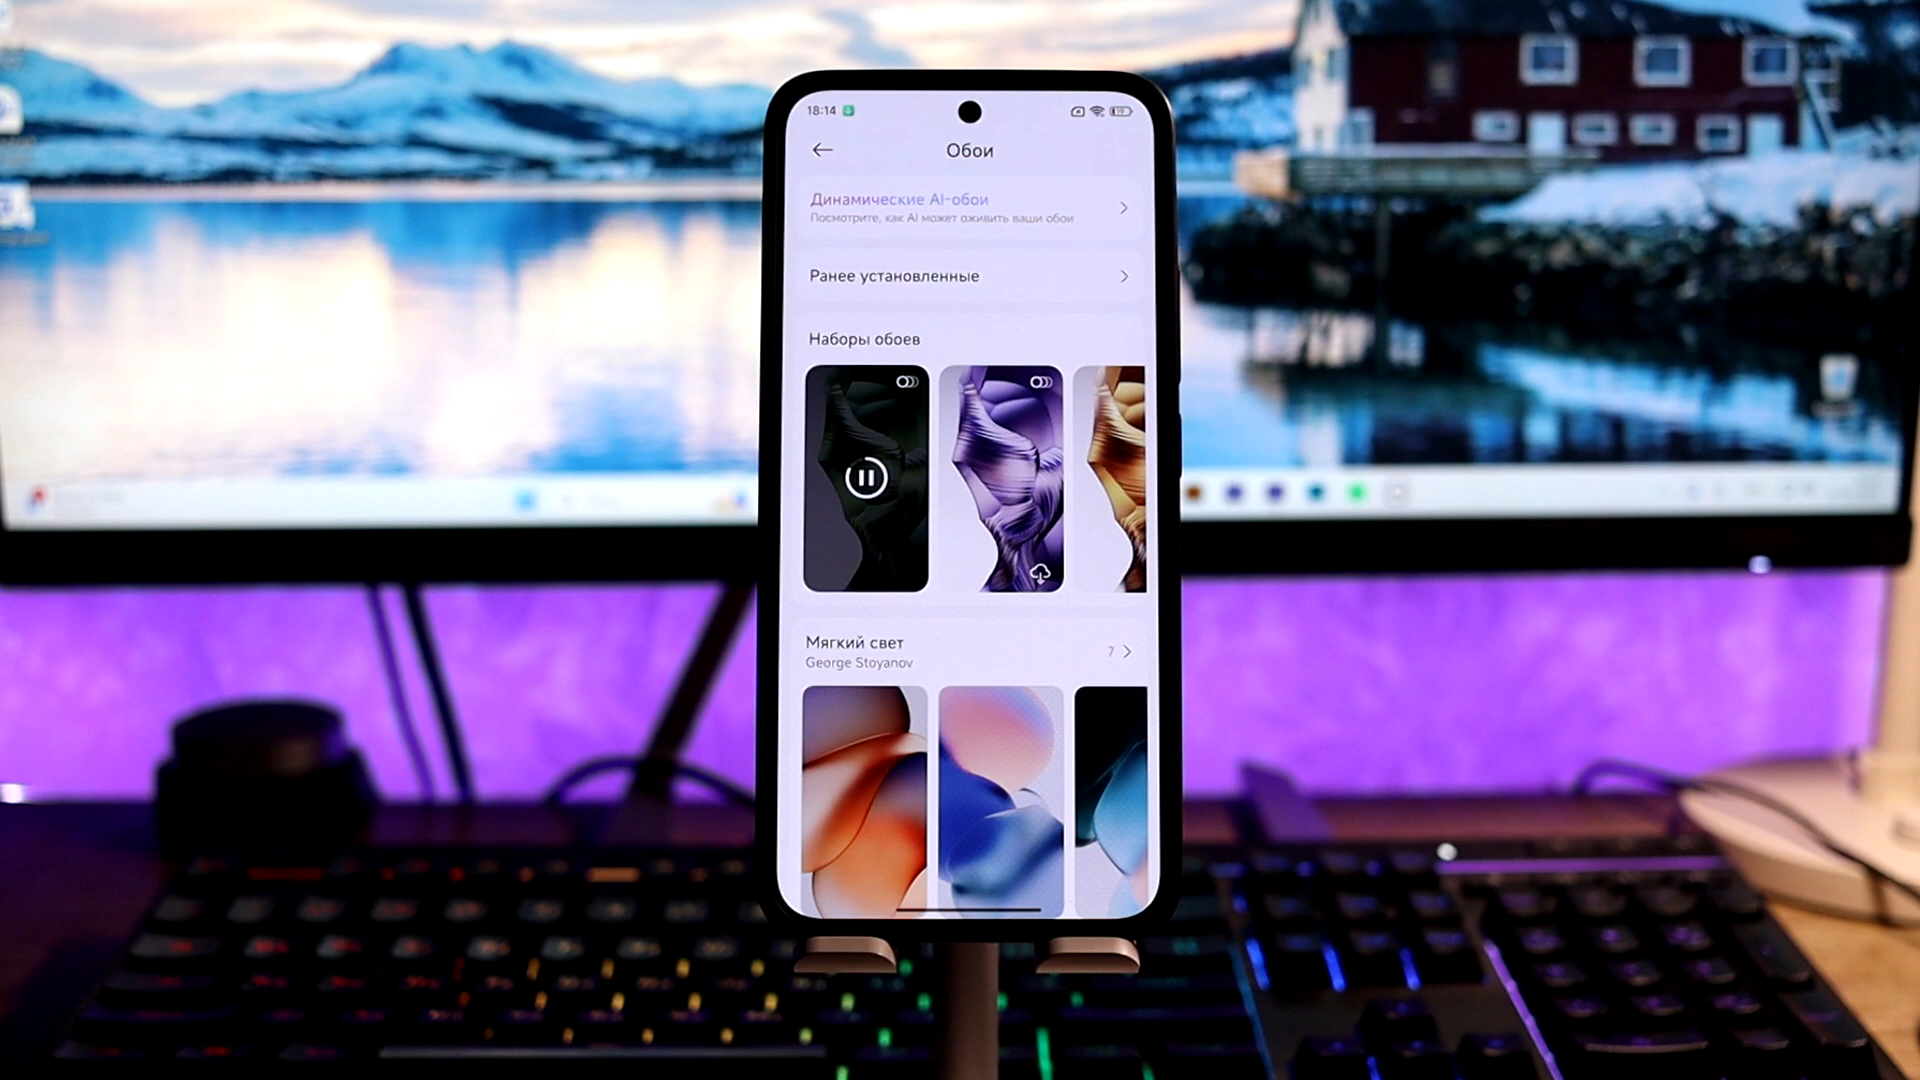 18:14
Обои
Динамические AI-обои
Посмотрите, как AI может оживить ваши обои
Ранее установленные
Наборы обоев
Мягкий свет
George Stoyanov
7